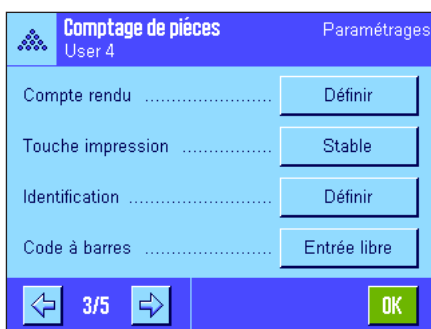 Comptage de piéces Paramétrages
User 4
Compte rendu ........................ Définir
Touche impression ................. Stable
Identification ........................... Définir
Code à barres ........................ Entrée libre
3/5 OK